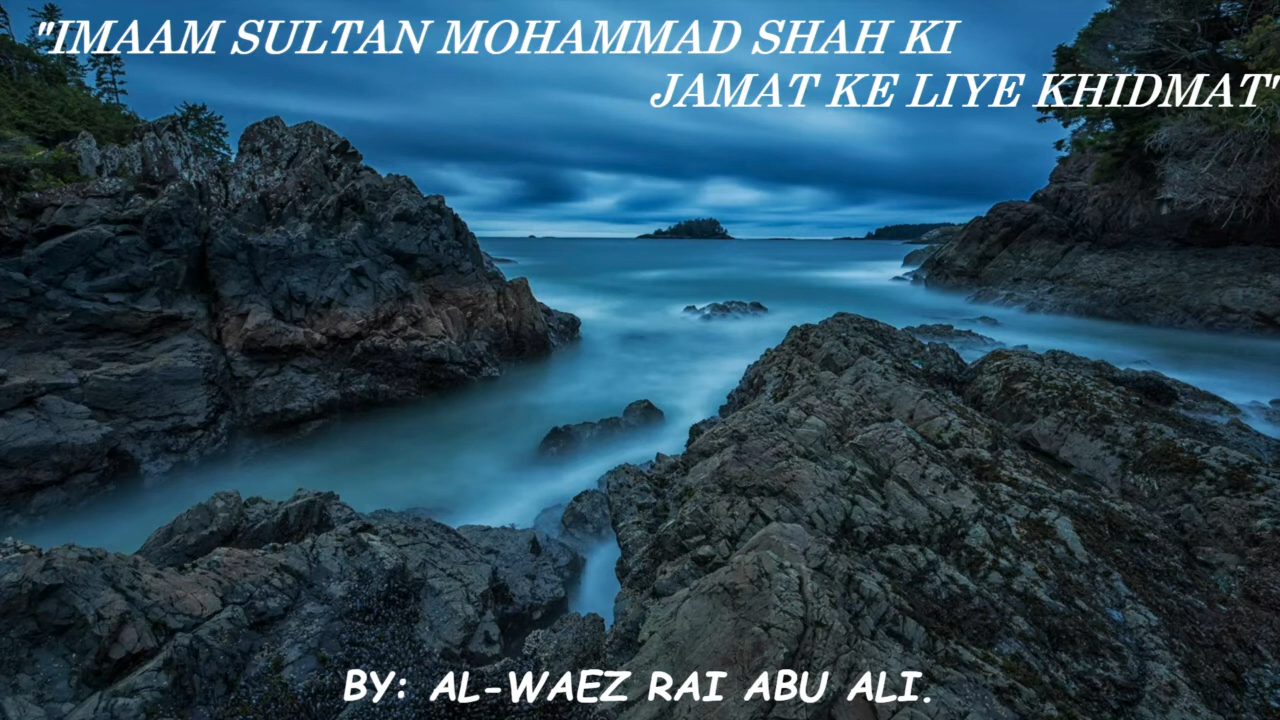 "IMAAM SULTAN MOHAMMAD SHAH KI
JAMAT KE LIYE KHIDMAT"
BY: AL-WAEZ RAI ABU ALI.